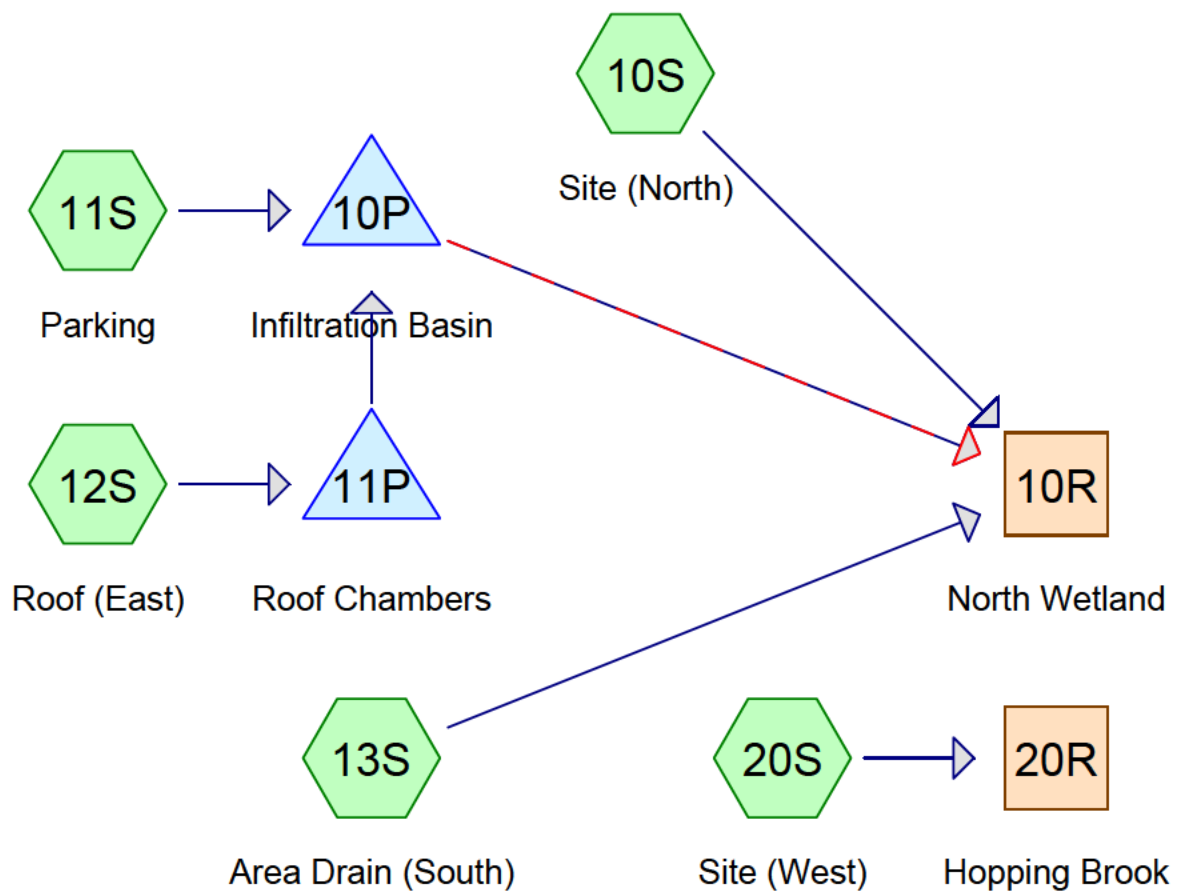 10S
Site (North)
11S
Parking
10P
Infiltration Basin
12S
Roof (East)
11P
Roof Chambers
10R
North Wetland
13S
Area Drain (South)
20S
Site (West)
20R
Hopping Brook